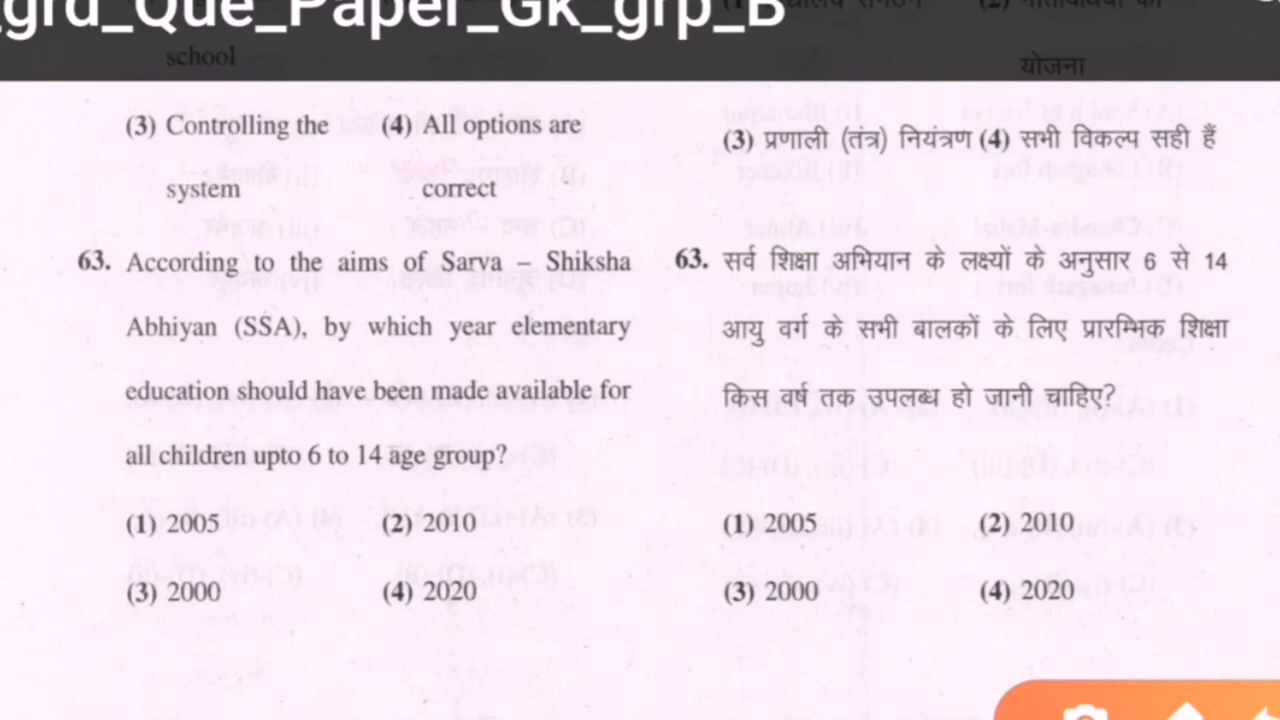 grd_Que_Paper_Gk_grp_B
school
योजना
(3) Controlling the (4) All options are
system correct
(3) प्रणाली (तंत्र) नियंत्रण (4) सभी विकल्प सही हैं
63. According to the aims of Sarva – Shiksha
Abhiyan (SSA), by which year elementary
education should have been made available for
all children upto 6 to 14 age group?
(1) 2005 (2) 2010
(3) 2000 (4) 2020
63. सर्व शिक्षा अभियान के लक्ष्यों के अनुसार 6 से 14
आयु वर्ग के सभी बालकों के लिए प्रारम्भिक शिक्षा
किस वर्ष तक उपलब्ध हो जानी चाहिए?
(1) 2005 (2) 2010
(3) 2000 (4) 2020